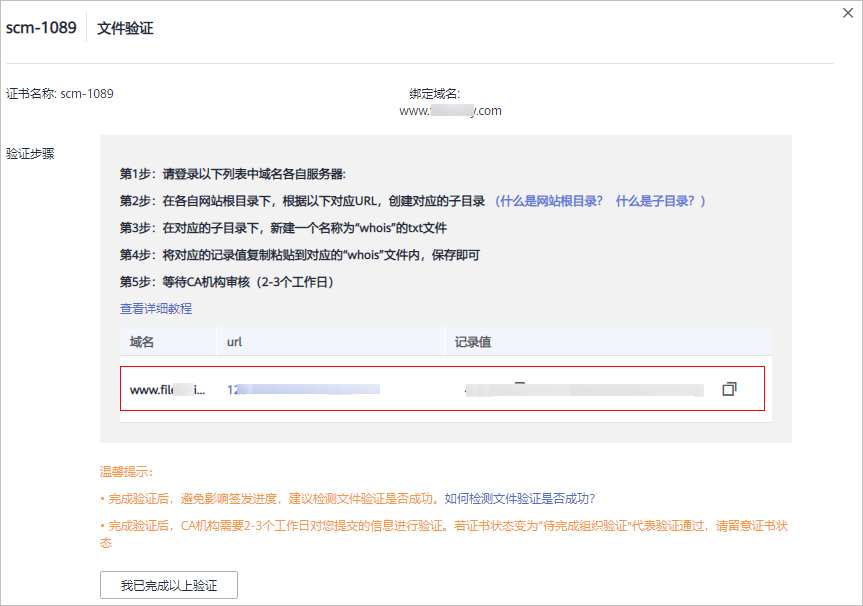 scm-1089 文件验证
证书名称: scm-1089
绑定域名:
www. .com
验证步骤
第1步：请登录以下列表中域名各自服务器:
第2步：在各自网站根目录下，根据以下对应URL，创建对应的子目录 （什么是网站根目录? 什么是子目录? ）
第3步：在对应的子目录下，新建一个名称为“whois”的txt文件
第4步：将对应的记录值复制粘贴到对应的“whois”文件内，保存即可
第5步：等待CA机构审核（2-3个工作日）
查看详细教程
域名 url 记录值
www.file i... 12
温馨提示:
• 完成验证后，避免影响签发进度，建议检测文件验证是否成功。如何检测文件验证是否成功?
• 完成验证后，CA机构需要2-3个工作日对您提交的信息进行验证。若证书状态变为“待完成组织验证”代表验证通过，请留意证书状
态
我已完成以上验证